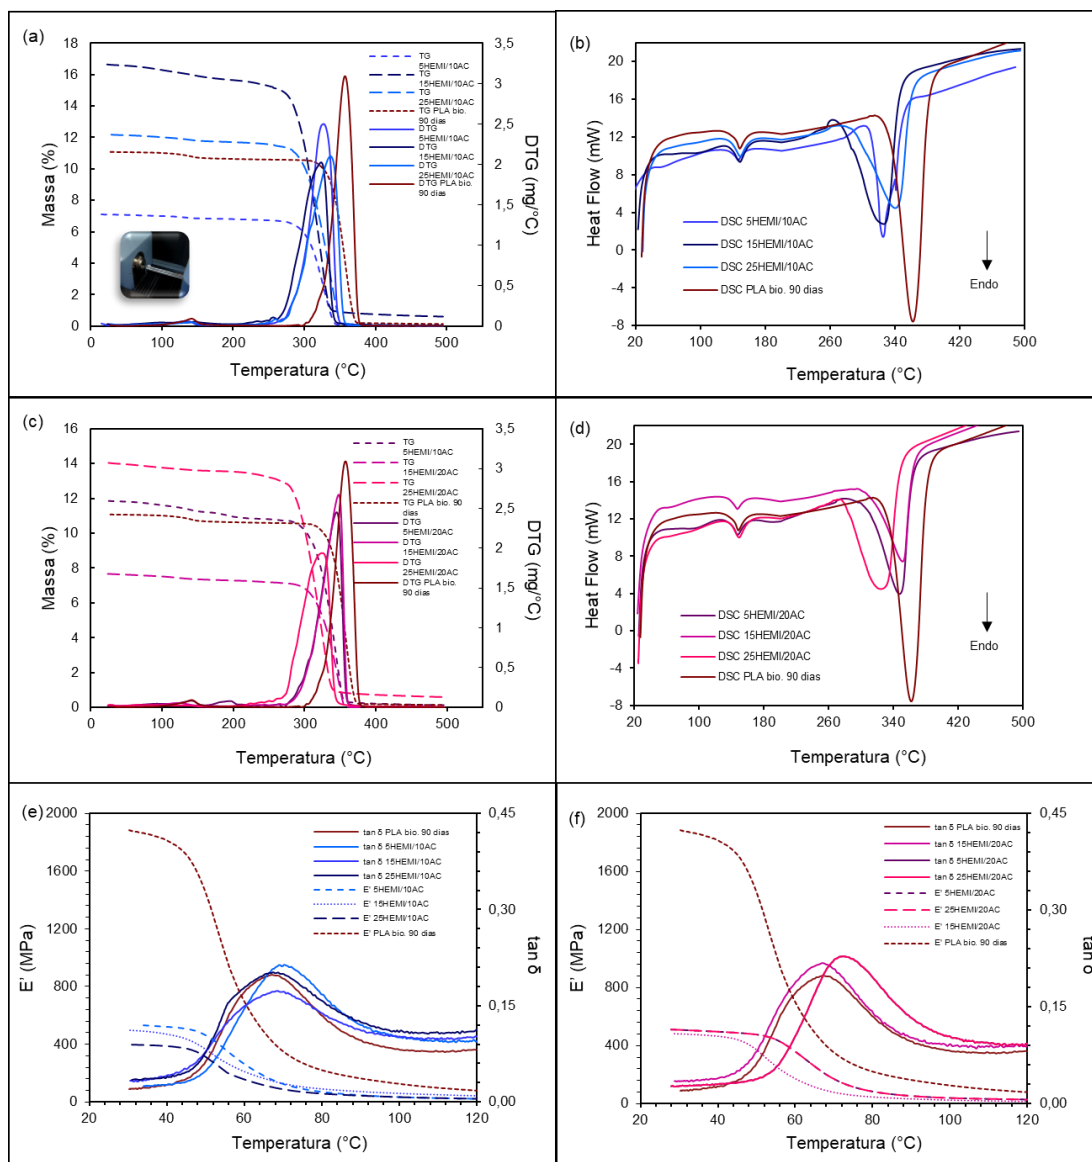 (a)
18
16
14
12
10
8
6
4
2
0
Massa (%)
3,5
3
2,5
2
1,5
1
0,5
0
DTG (mg/°C)
0
100
200
300
400
500
Temperatura (°C)
TG
5HEMI/10AC
TG
15HEMI/10AC
TG
25HEMI/10AC
TG PLA bio.
90 dias
DTG
5HEMI/10AC
DTG
15HEMI/10AC
DTG
25HEMI/10AC
DTG PLA bio.
90 dias
(b)
20
16
12
8
4
0
-4
-8
Heat Flow (mW)
20
100
180
260
340
420
500
Temperatura (°C)
DSC 5HEMI/10AC
DSC 15HEMI/10AC
DSC 25HEMI/10AC
DSC PLA bio. 90 dias
Endo
(c)
16
14
12
10
8
6
4
2
0
Massa (%)
3,5
3
2,5
2
1,5
1
0,5
0
DTG (mg/°C)
0
100
200
300
400
500
Temperatura (°C)
TG
5HEMI/10AC
TG
15HEMI/20AC
TG
25HEMI/20AC
TG PLA bio. 90
dias
DTG
5HEMI/20AC
DTG
15HEMI/20AC
DTG
25HEMI/20AC
DTG PLA bio.
90 dias
(d)
20
16
12
8
4
0
-4
-8
Heat Flow (mW)
20
100
180
260
340
420
500
Temperatura (°C)
DSC 5HEMI/20AC
DSC 15HEMI/20AC
DSC 25HEMI/20AC
DSC PLA bio. 90 dias
Endo
(e)
2000
1800
1600
1400
1200
1000
800
600
400
200
0
E' (MPa)
0,45
0,30
0,15
0,00
tan δ
20
40
60
80
100
120
Temperatura (°C)
tan δ PLA bio. 90 dias
tan δ 5HEMI/10AC
tan δ 15HEMI/10AC
tan δ 25HEMI/10AC
E' 5HEMI/10AC
E' 15HEMI/10AC
E' 25HEMI/10AC
E' PLA bio. 90 dias
(f)
2000
1800
1600
1400
1200
1000
800
600
400
200
0
E' (MPa)
0,45
0,30
0,15
0,00
tan δ
20
40
60
80
100
120
Temperatura (°C)
tan δ PLA bio. 90 dias
tan δ 15HEMI/20AC
tan δ 5HEMI/20AC
tan δ 25HEMI/20AC
E' 5HEMI/20AC
E' 25HEMI/20AC
E' 15HEMI/20AC
E' PLA bio. 90 dias